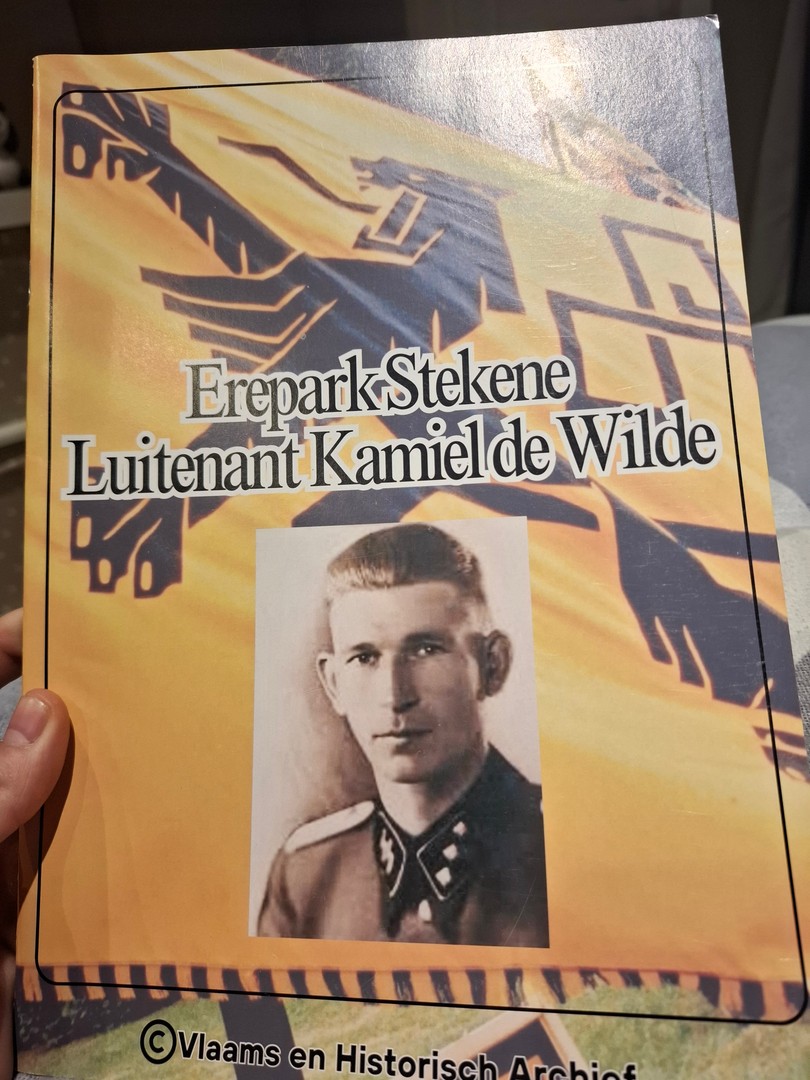 Erepark Stekene
Luitenant Kamiel de Wilde
©Vlaams en Historisch Archief